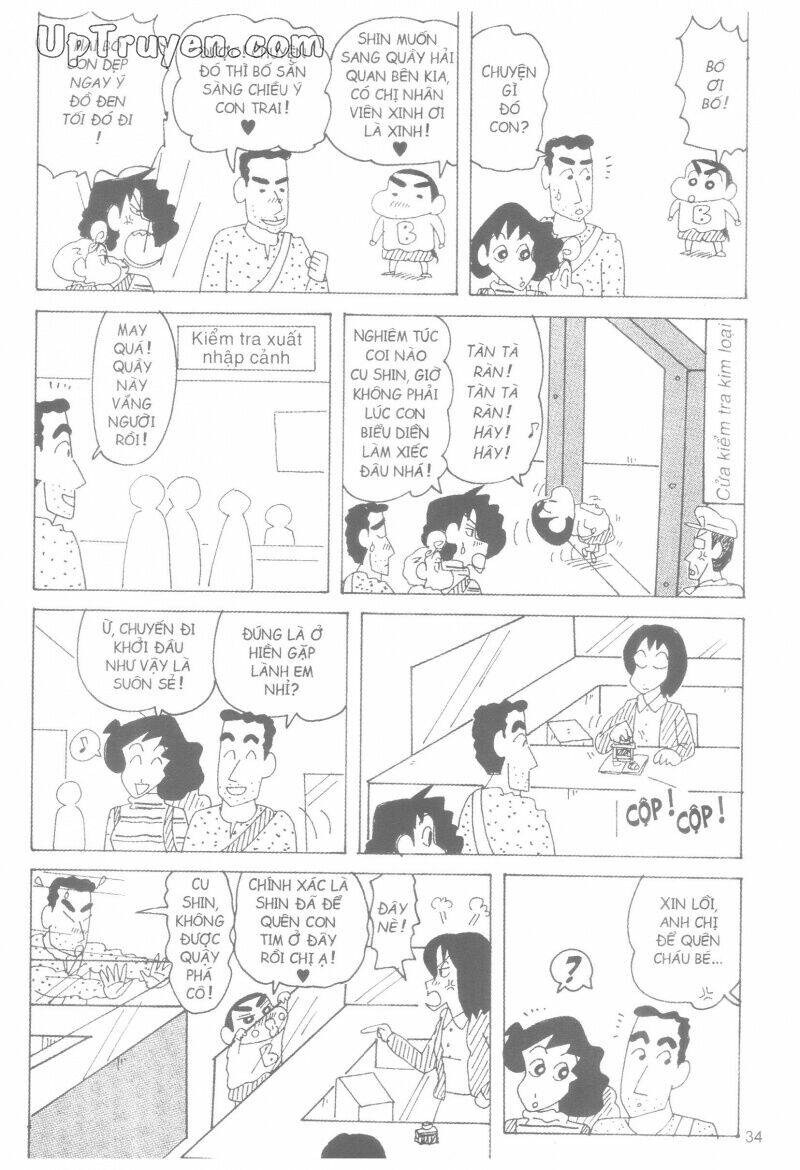 UpTruyen.com
BỐ
ƠI
BỐ!
CHUYỆN
GÌ
ĐÓ
CON?
SHIN MUỐN
SANG QUẦY HẢI
QUAN BÊN KIA,
CÓ CHỊ NHÂN
VIÊN XINH ƠI
LÀ XINH!
ĐÓ THÌ BỐ SẴN
SÀNG CHIỀU Ý
CON TRAI!
CON DẸP
NGAY Ý
ĐỒ ĐEN
TỐI ĐÓ ĐI
!
Cửa kiểm tra kim loại
TÀN TÀ
RÀN!
TÀN TÀ
RÀN!
HÂY!
HÂY!
NGHIÊM TÚC
COI NÀO
CU SHIN, GIỜ
KHÔNG PHẢI
LÚC CON
BIỂU DIỄN
LÀM XIẾC
ĐÂU NHÁ!
Kiểm tra xuất
nhập cảnh
MAY
QUÁ!
QUẦY
NÀY
VẮNG
NGƯỜI
RỒI!
CỘP!
CỘP!
ĐÚNG LÀ Ở
HIỀN GẶP
LÀNH EM
NHỈ?
Ừ, CHUYẾN ĐI
KHỞI ĐẦU
NHƯ VẬY LÀ
SUÔN SẺ!
XIN LỖI,
ANH CHỊ
ĐỂ QUÊN
CHÁU BÉ...
?
ĐÂY
NÈ!
CHÍNH XÁC LÀ
SHIN ĐÃ ĐỂ
QUÊN CON
TIM Ở ĐÂY
RỒI CHỊ Ạ!
CU
SHIN,
KHÔNG
ĐƯỢC
QUẬY
PHÁ
CÔ!
B
34